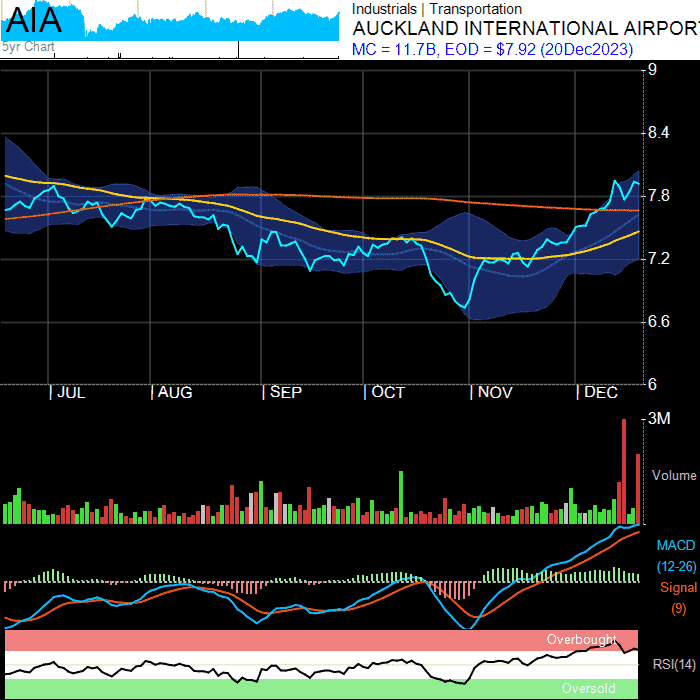 AIA
5yr Chart
Industrials | Transportation
AUCKLAND INTERNATIONAL AIRPOR
MC = 11.7B, EOD = $7.92 (20Dec2023)
9
8.4
7.8
7.2
6.6
6
| JUL | AUG | SEP | OCT | NOV | DEC
3M
Volume
MACD
(12-26)
Signal
(9)
Overbought
RSI(14)
Oversold